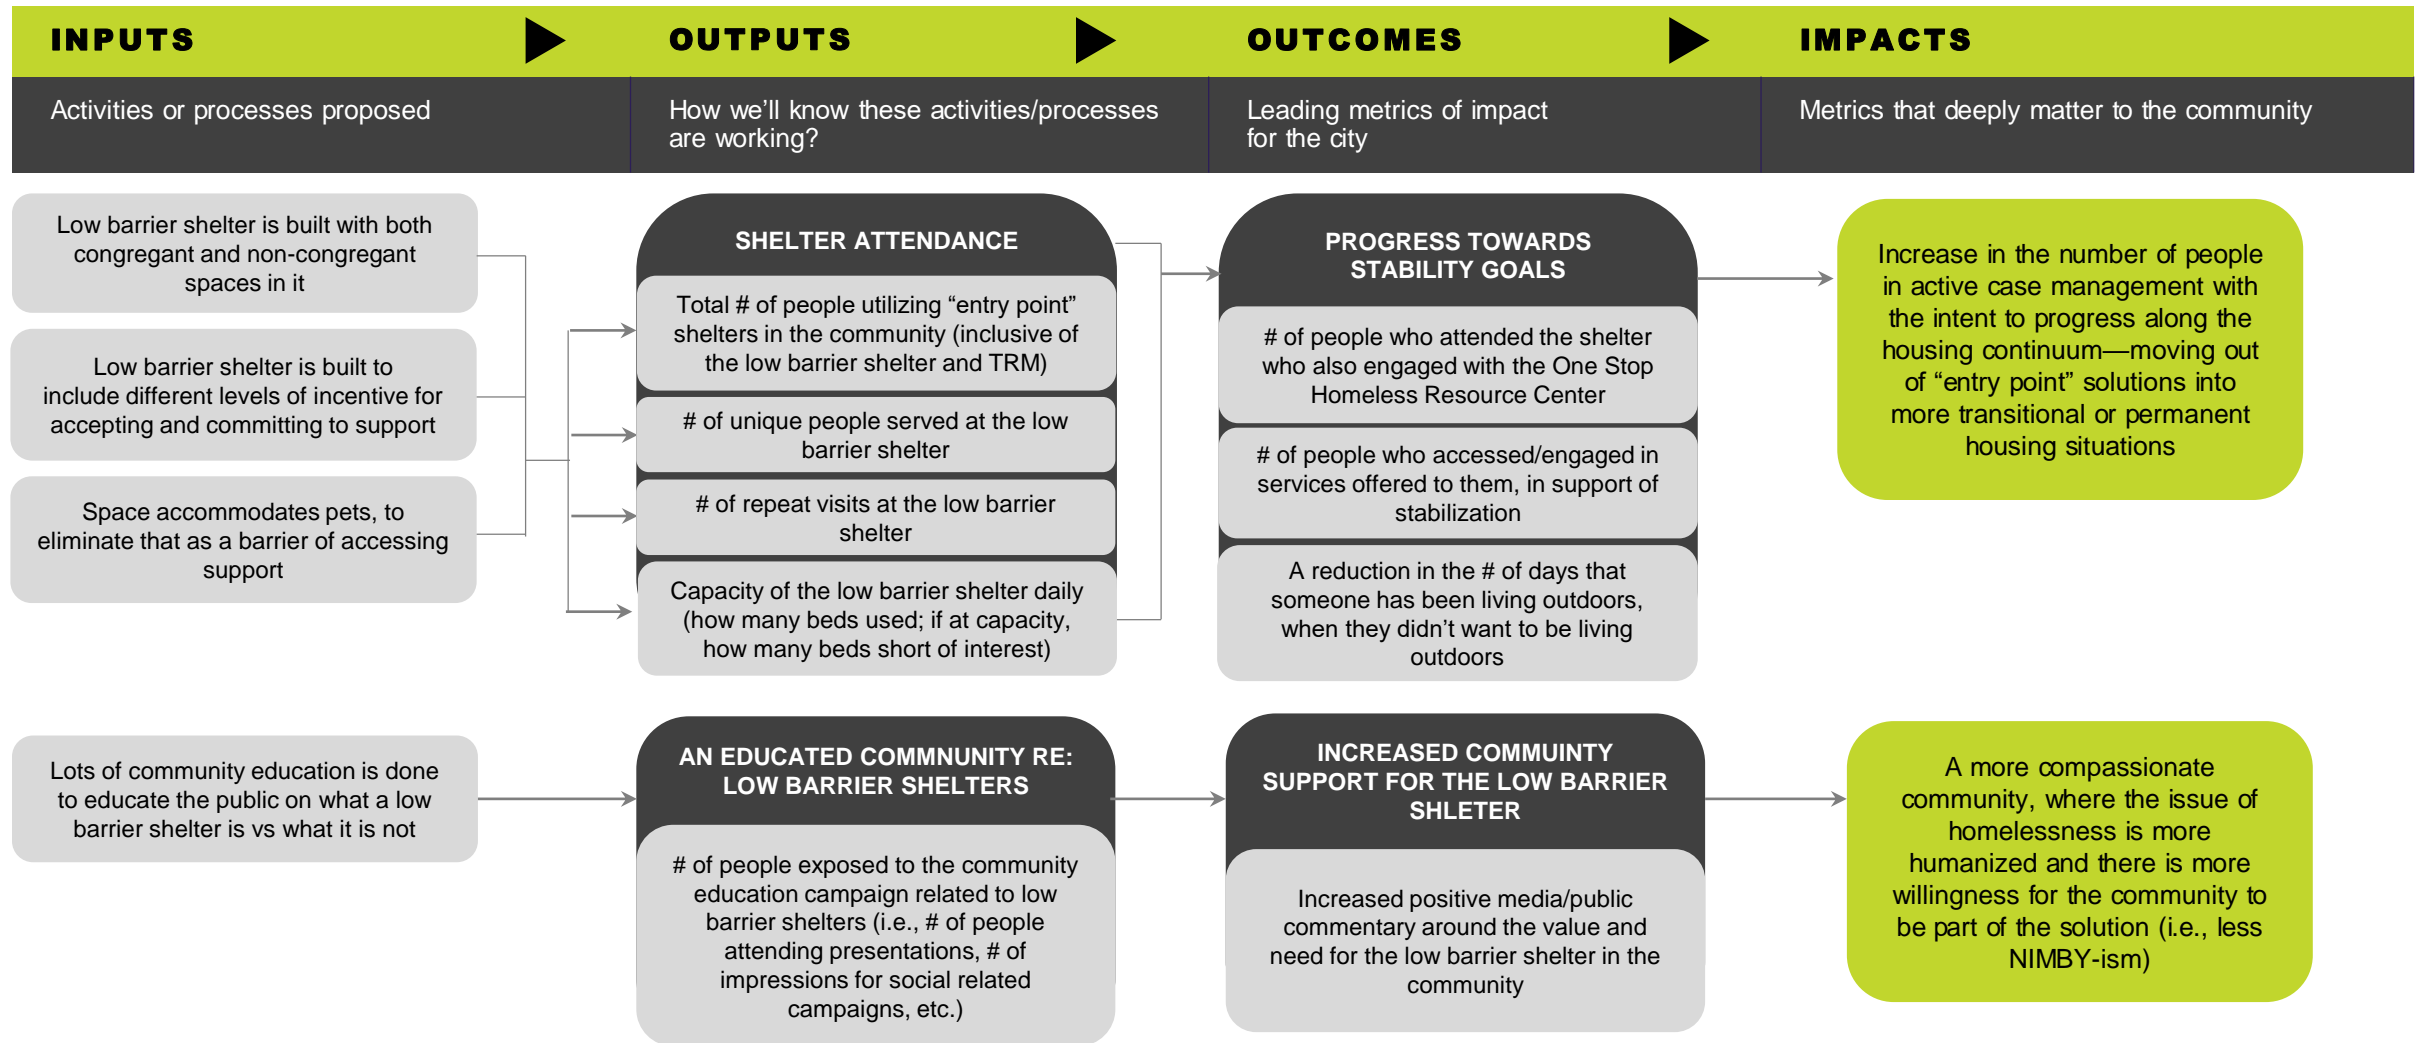 INPUTS
OUTPUTS
OUTCOMES
IMPACTS
Activities or processes proposed
How we’ll know these activities/processes
are working?
Leading metrics of impact
for the city
Metrics that deeply matter to the community
Low barrier shelter is built with both
congregant and non-congregant
spaces in it
Low barrier shelter is built to
include different levels of incentive for
accepting and committing to support
Space accommodates pets, to
eliminate that as a barrier of accessing
support
SHELTER ATTENDANCE
Total # of people utilizing “entry point”
shelters in the community (inclusive of
the low barrier shelter and TRM)
# of unique people served at the low
barrier shelter
# of repeat visits at the low barrier
shelter
Capacity of the low barrier shelter daily
(how many beds used; if at capacity,
how many beds short of interest)
PROGRESS TOWARDS
STABILITY GOALS
# of people who attended the shelter
who also engaged with the One Stop
Homeless Resource Center
# of people who accessed/engaged in
services offered to them, in support of
stabilization
A reduction in the # of days that
someone has been living outdoors,
when they didn’t want to be living
outdoors
Increase in the number of people
in active case management with
the intent to progress along the
housing continuum—moving out
of “entry point” solutions into
more transitional or permanent
housing situations
Lots of community education is done
to educate the public on what a low
barrier shelter is vs what it is not
AN EDUCATED COMMNUNITY RE:
LOW BARRIER SHELTERS
# of people exposed to the community
education campaign related to low
barrier shelters (i.e., # of people
attending presentations, # of
impressions for social related
campaigns, etc.)
INCREASED COMMUINTY
SUPPORT FOR THE LOW BARRIER
SHLETER
Increased positive media/public
commentary around the value and
need for the low barrier shelter in the
community
A more compassionate
community, where the issue of
homelessness is more
humanized and there is more
willingness for the community to
be part of the solution (i.e., less
NIMBY-ism)